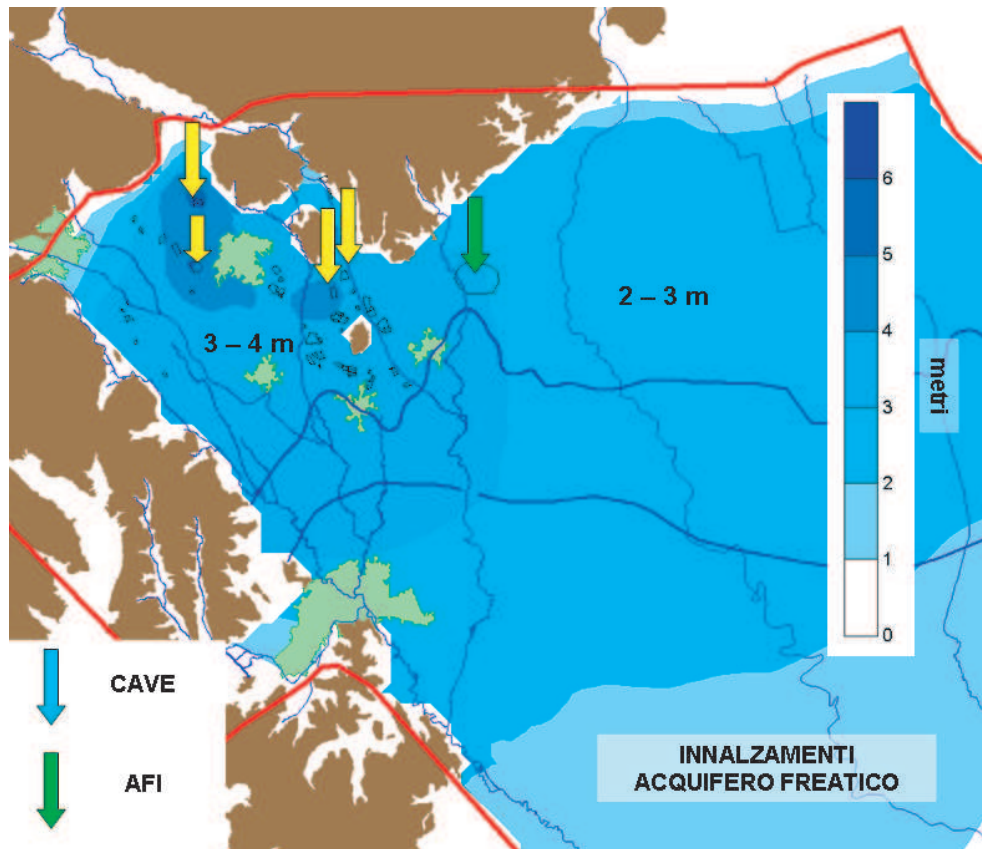 2 – 3 m
3 – 4 m
6
5
4
3
2
1
0
metri
CAVE
AFI
INNALZAMENTI
ACQUIFERO FREATICO